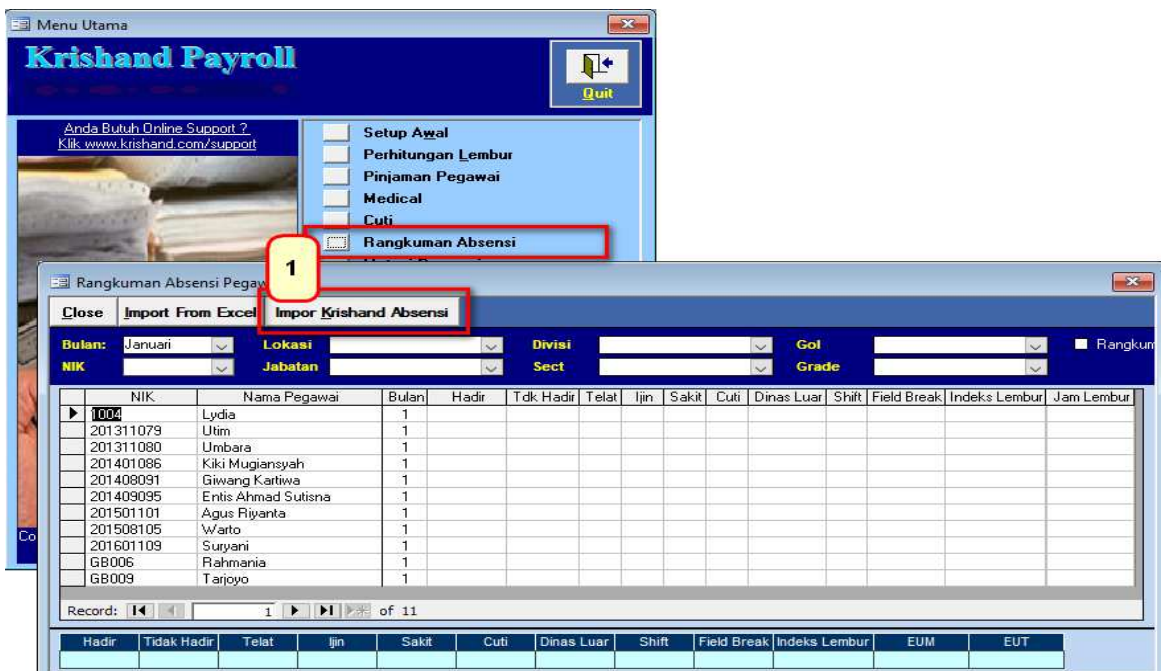 Menu Utama
Krishand Payroll
Quit
Anda Butuh Online Support ?
Klik www.krishand.com/support
Setup Awal
Perhitungan Lembur
Pinjaman Pegawai
Medical
Cuti
Rangkuman Absensi
1
Rangkuman Absensi Pegaw
Close Import From Excel Impor Krishand Absensi
Bulan: Januari Lokasi Divisi Gol Rangkum
NIK Jabatan Sect Grade
NIK Nama Pegawai Bulan Hadir Tdk Hadir Telat Ijin Sakit Cuti Dinas Luar Shift Field Break Indeks Lembur Jam Lembur
1004 Lydia 1
201311079 Utim 1
201311080 Umbara 1
201401086 Kiki Mugiansyah 1
201408091 Giwang Kartiwa 1
201409095 Entis Ahmad Sutisna 1
201501101 Agus Riyanta 1
201508105 Warto 1
201601109 Suryani 1
GB006 Rahmania 1
GB009 Tarjoyo 1
Co
Record: 1 of 11
Hadir Tidak Hadir Telat Ijin Sakit Cuti Dinas Luar Shift Field Break Indeks Lembur EUM EUT